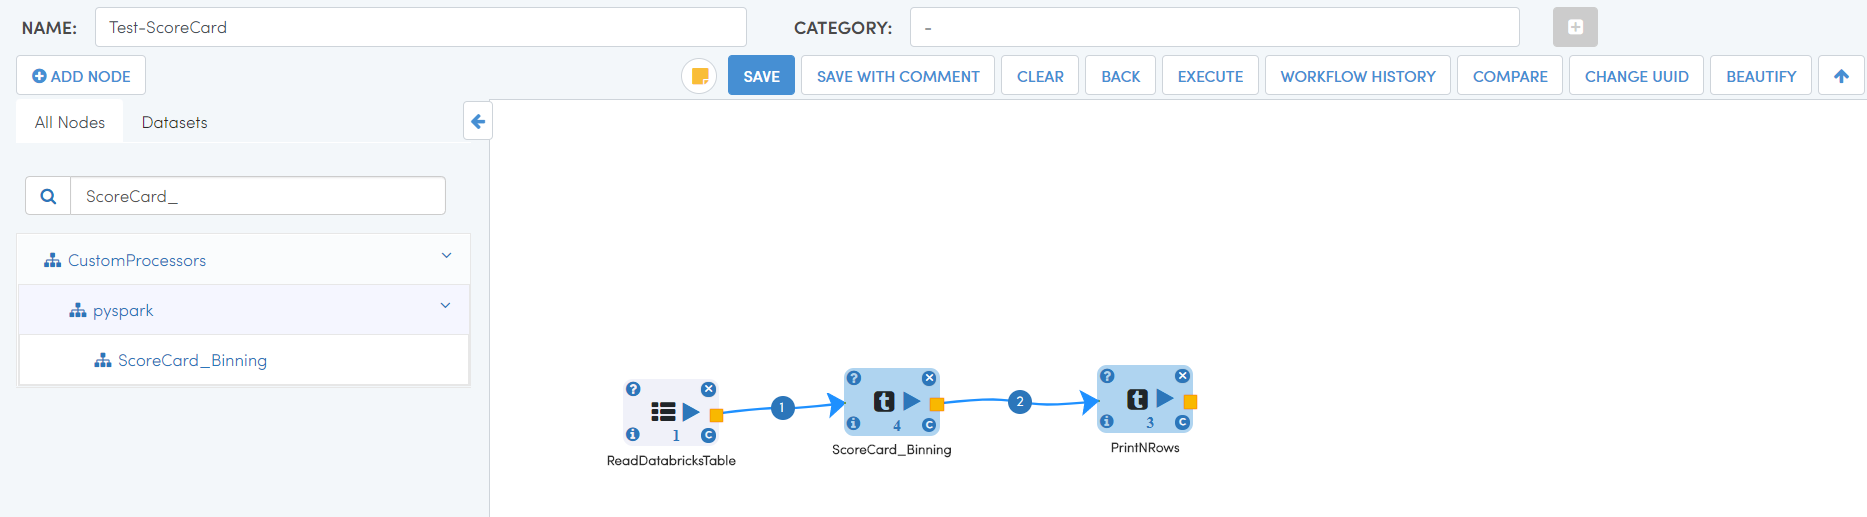 NAME: Test-ScoreCard CATEGORY: -
ADD NODE SAVE SAVE WITH COMMENT CLEAR BACK EXECUTE WORKFLOW HISTORY COMPARE CHANGE UUID BEAUTIFY
All Nodes Datasets
ScoreCard_
CustomProcessors
pyspark
ScoreCard_Binning
? 1 i C
ReadDatabricksTable
1
? t 4 i C
ScoreCard_Binning
2
? t 3 i C
PrintNRows